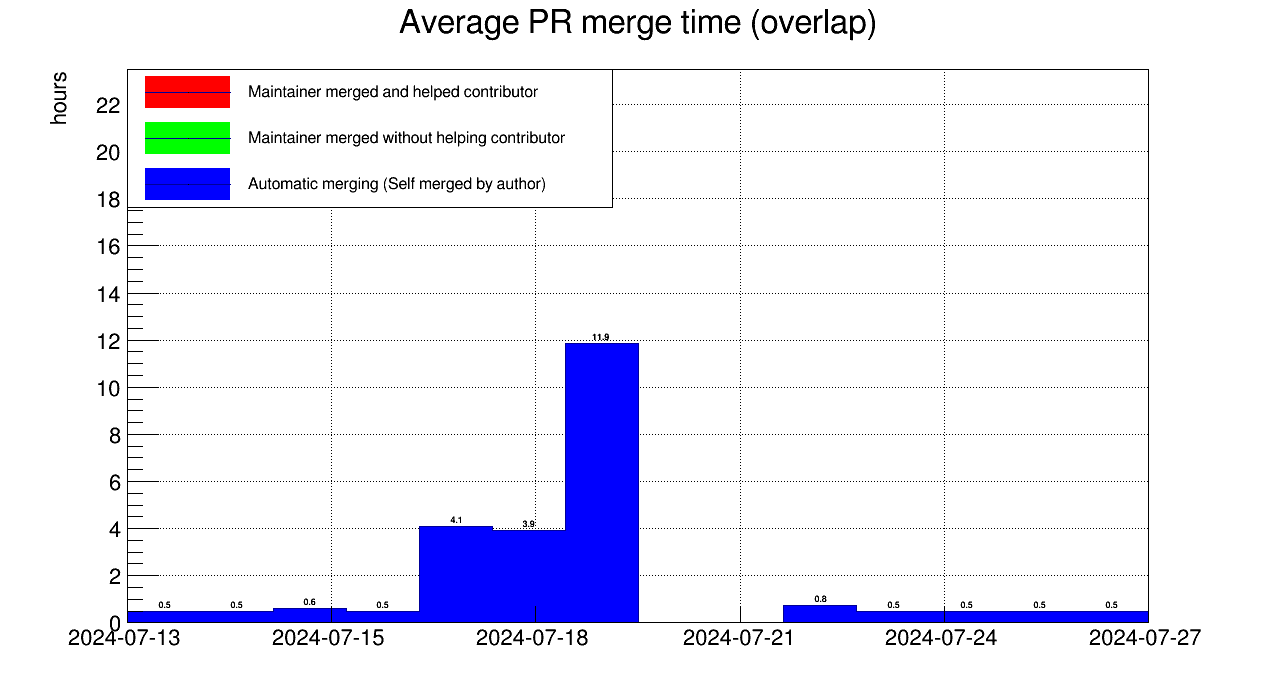 Average PR merge time (overlap)
hours
Maintainer merged and helped contributor
Maintainer merged without helping contributor
Automatic merging (Self merged by author)
22
20
18
16
14
12
10
8
6
4
2
0
0.5 0.5 0.6 0.5 4.1 3.9 11.9 0.8 0.5 0.5 0.5 0.5
2024-07-13 2024-07-15 2024-07-18 2024-07-21 2024-07-24 2024-07-27